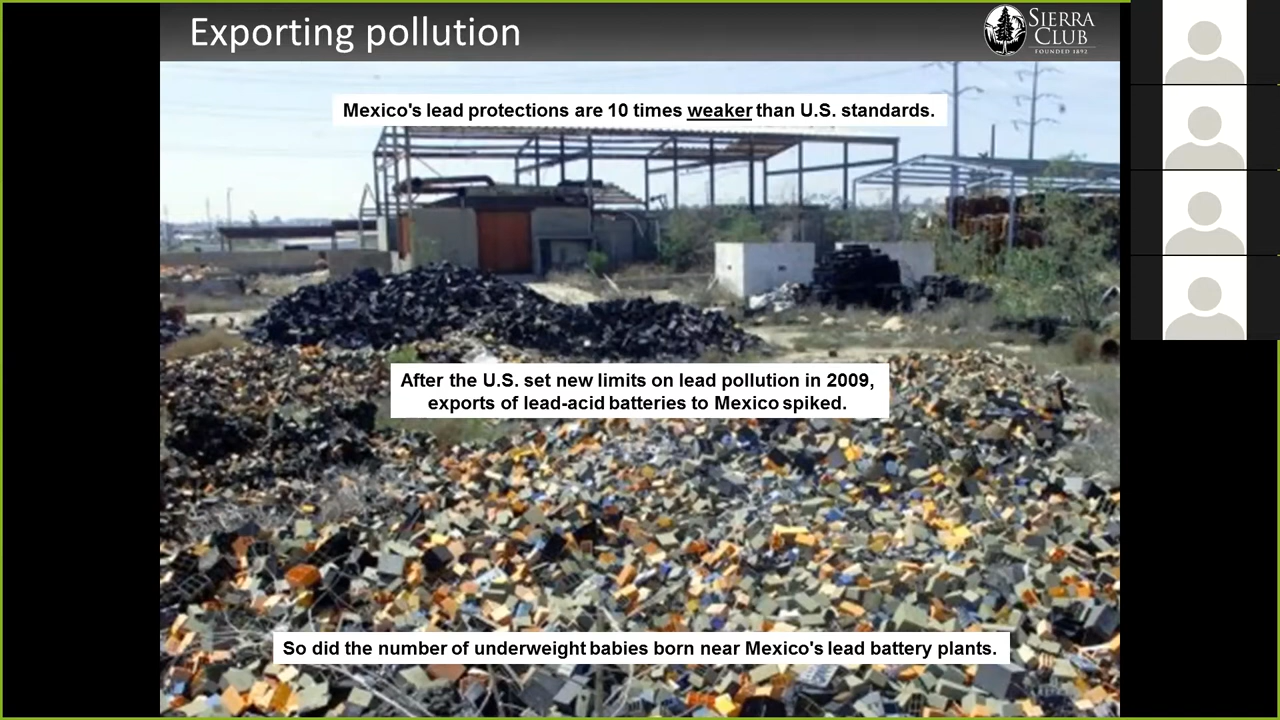 Exporting pollution
SIERRA
CLUB
FOUNDED 1892
Mexico's lead protections are 10 times weaker than U.S. standards.
After the U.S. set new limits on lead pollution in 2009,
exports of lead-acid batteries to Mexico spiked.
So did the number of underweight babies born near Mexico's lead battery plants.